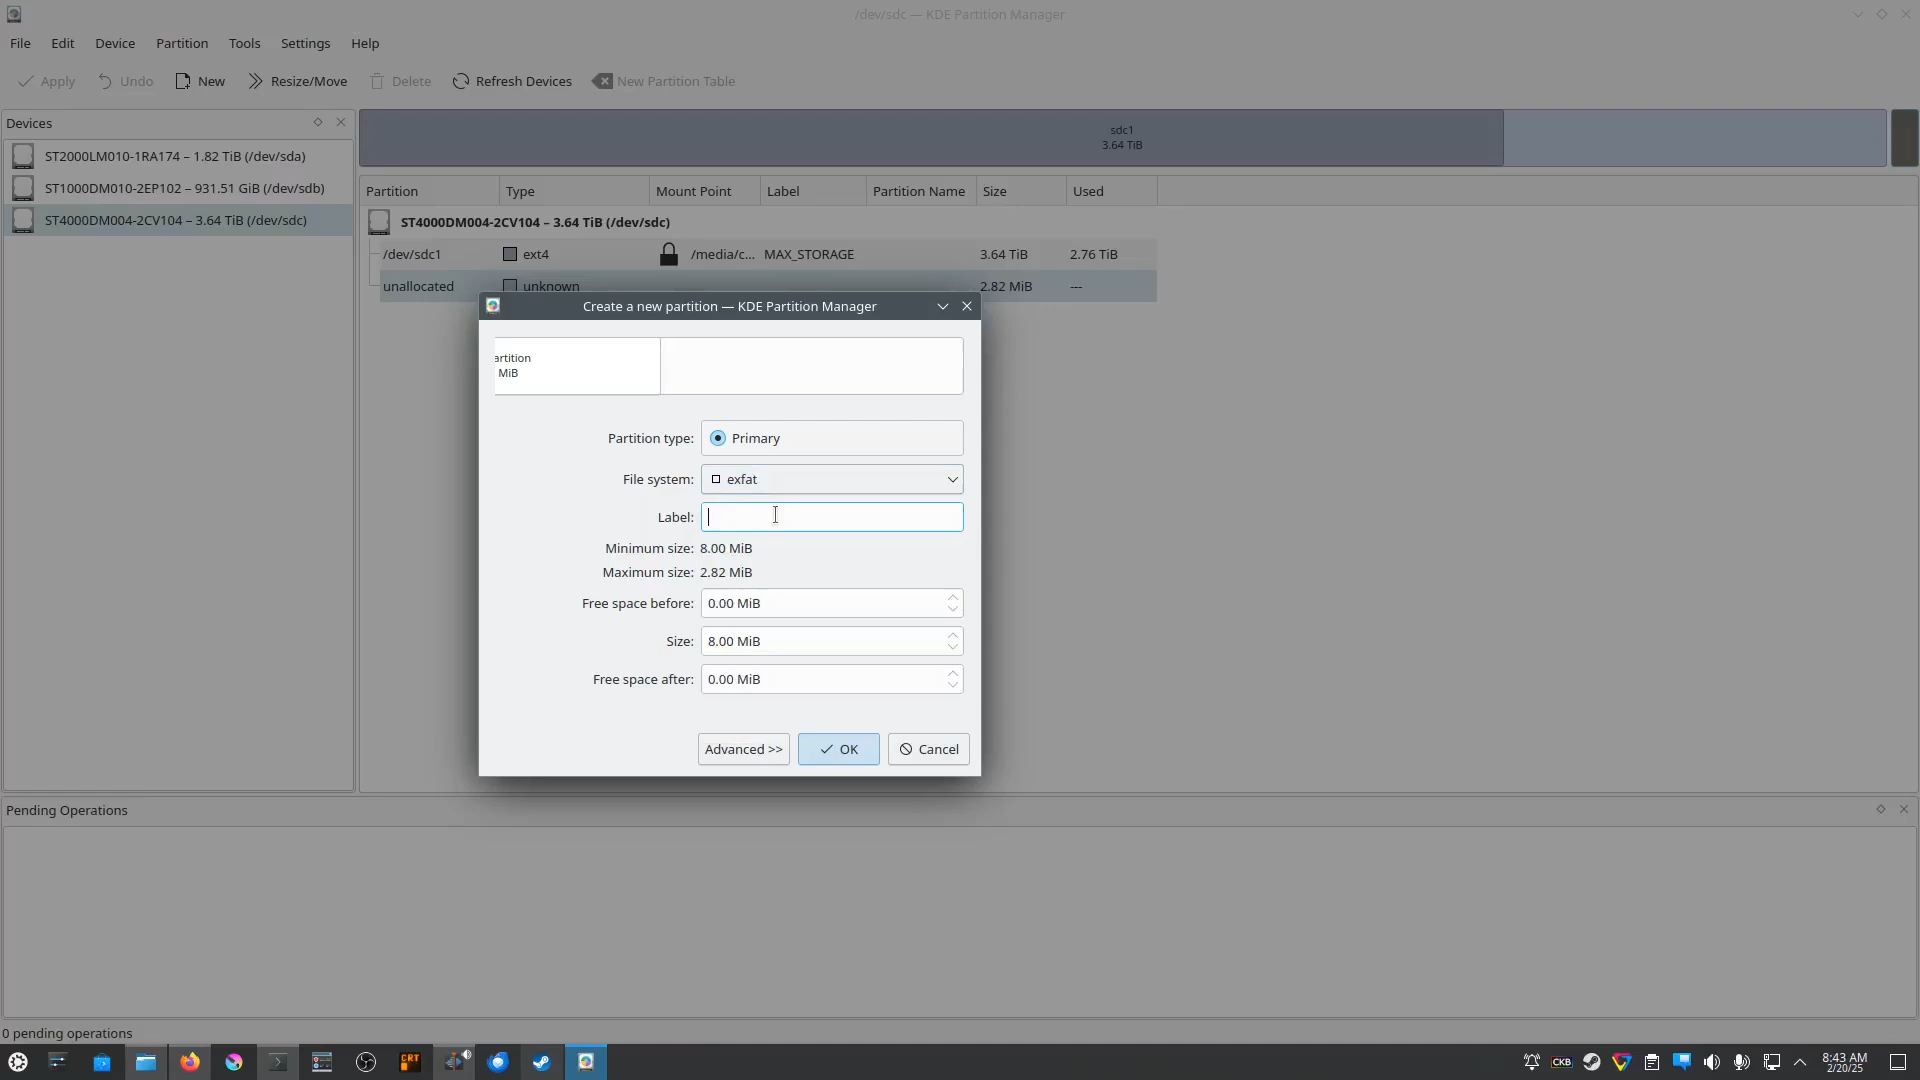 /dev/sdc — KDE Partition Manager
File Edit Device Partition Tools Settings Help
Apply Undo New Resize/Move Delete Refresh Devices New Partition Table
Devices
ST2000LM010-1RA174 – 1.82 TiB (/dev/sda)
ST1000DM010-2EP102 – 931.51 GiB (/dev/sdb)
ST4000DM004-2CV104 – 3.64 TiB (/dev/sdc)
sdc1
3.64 TiB
Partition Type Mount Point Label Partition Name Size Used
ST4000DM004-2CV104 – 3.64 TiB (/dev/sdc)
/dev/sdc1 ext4 /media/c... MAX_STORAGE 3.64 TiB 2.76 TiB
unallocated unknown 2.82 MiB ---
Create a new partition — KDE Partition Manager
artition
MiB
Partition type: Primary
File system: exfat
Label:
Minimum size: 8.00 MiB
Maximum size: 2.82 MiB
Free space before: 0.00 MiB
Size: 8.00 MiB
Free space after: 0.00 MiB
Advanced >> OK Cancel
Pending Operations
0 pending operations
CRT
CKB
8:43 AM
2/20/25